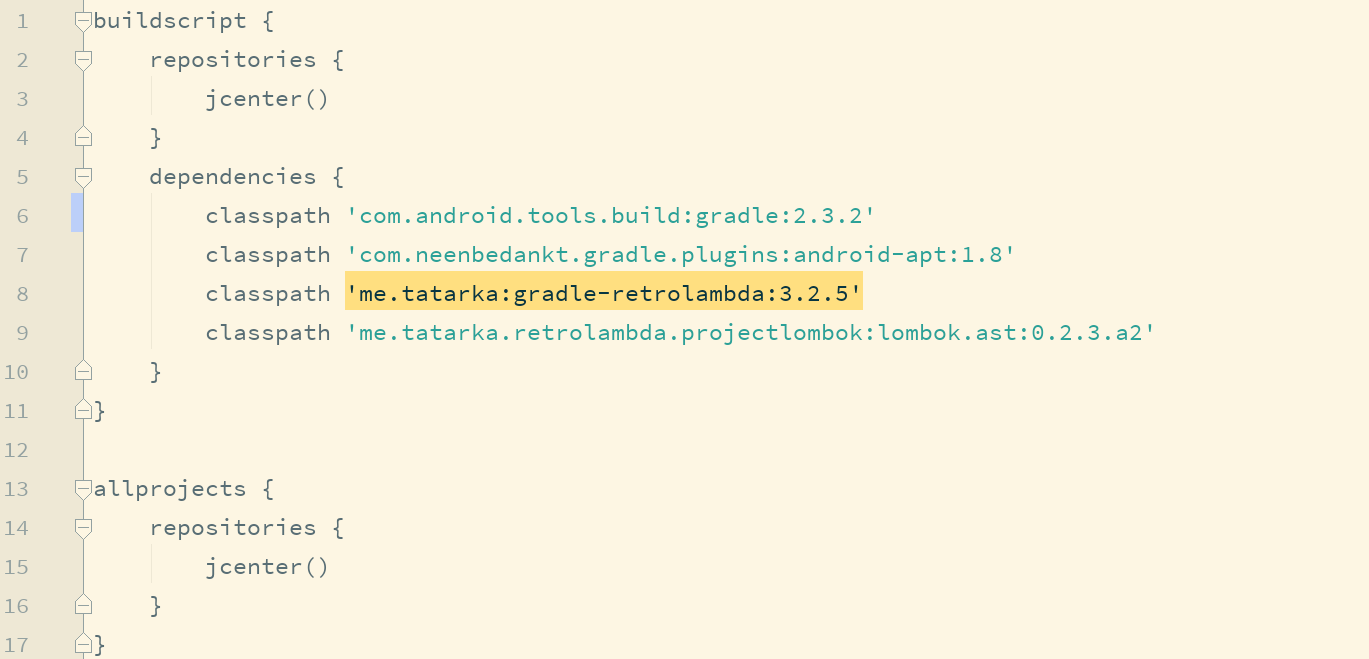 1 buildscript {
2     repositories {
3         jcenter()
4     }
5     dependencies {
6         classpath 'com.android.tools.build:gradle:2.3.2'
7         classpath 'com.neenbedankt.gradle.plugins:android-apt:1.8'
8         classpath 'me.tatarka:gradle-retrolambda:3.2.5'
9         classpath 'me.tatarka.retrolambda.projectlombok:lombok.ast:0.2.3.a2'
10     }
11 }
12
13 allprojects {
14     repositories {
15         jcenter()
16     }
17 }